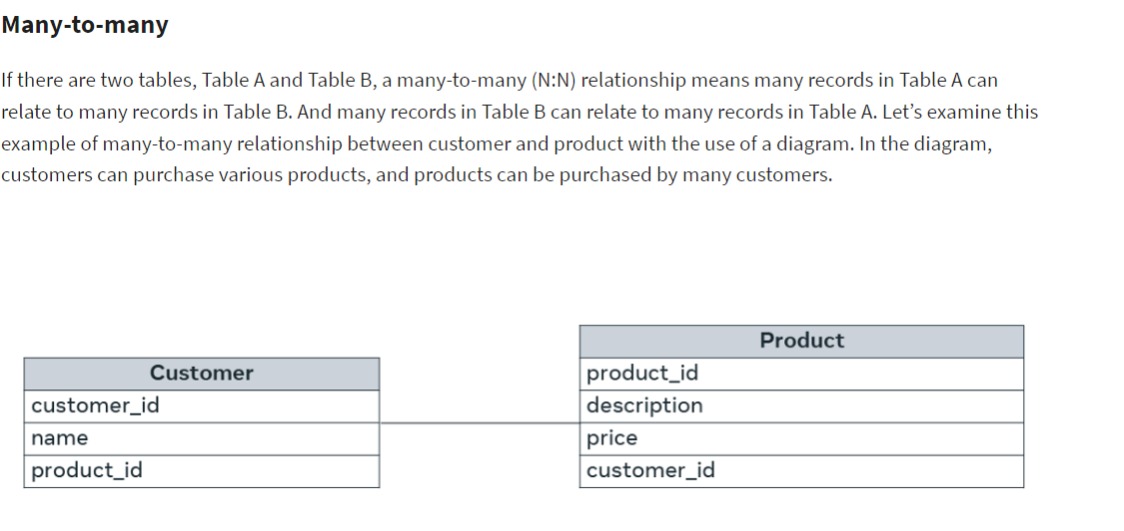 Many-to-many
If there are two tables, Table A and Table B, a many-to-many (N:N) relationship means many records in Table A can
relate to many records in Table B. And many records in Table B can relate to many records in Table A. Let’s examine this
example of many-to-many relationship between customer and product with the use of a diagram. In the diagram,
customers can purchase various products, and products can be purchased by many customers.
Customer
customer_id
name
product_id
Product
product_id
description
price
customer_id